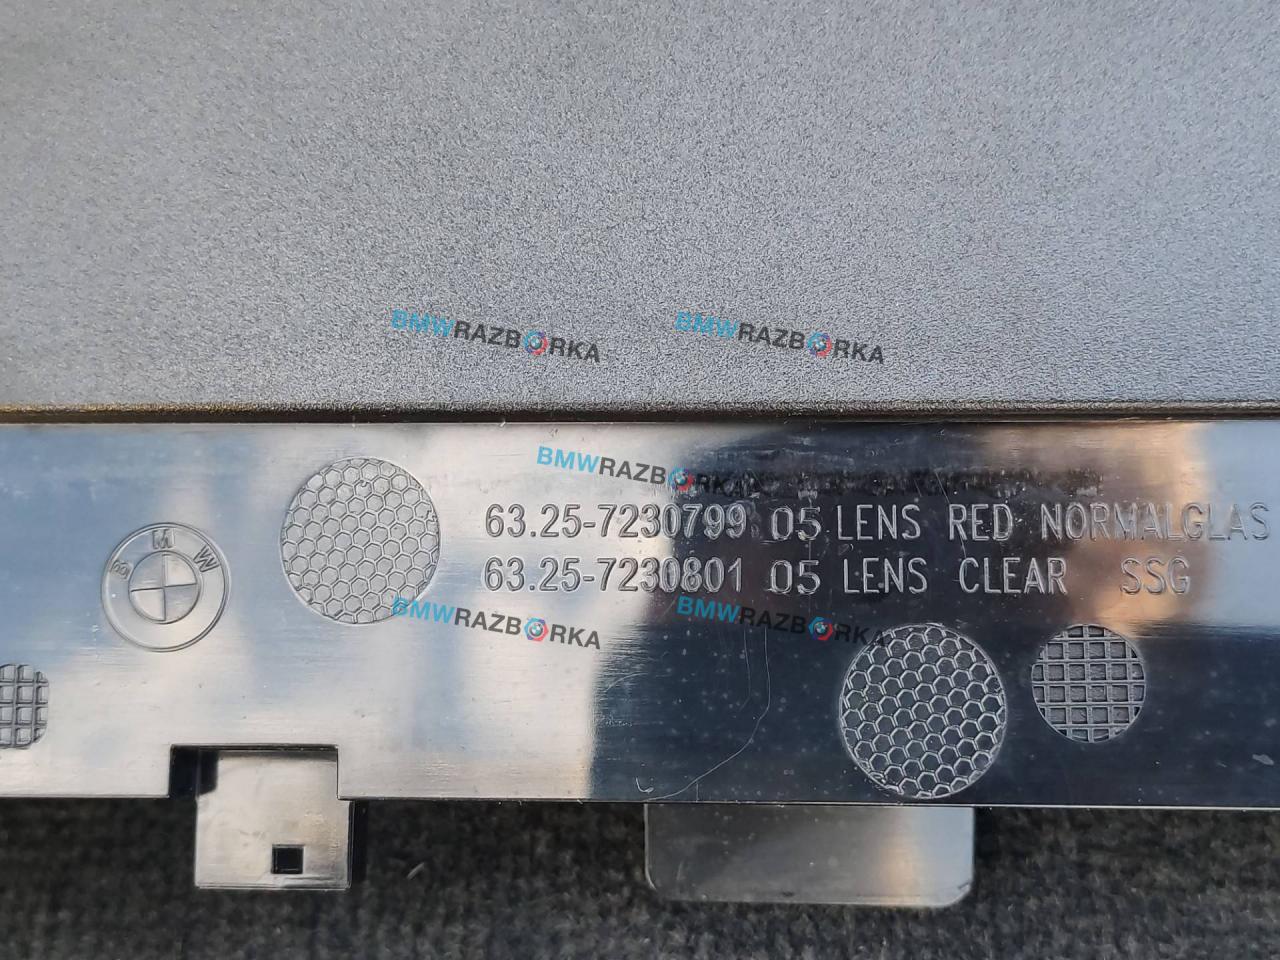 BMWRAZBORKA BMWRAZBORKA
BMWRAZBORKA
63.25-7230799 05 LENS RED NORMALGLAS
BMW
63.25-7230801 05 LENS CLEAR SSG
BMWRAZBORKA BMWRAZBORKA